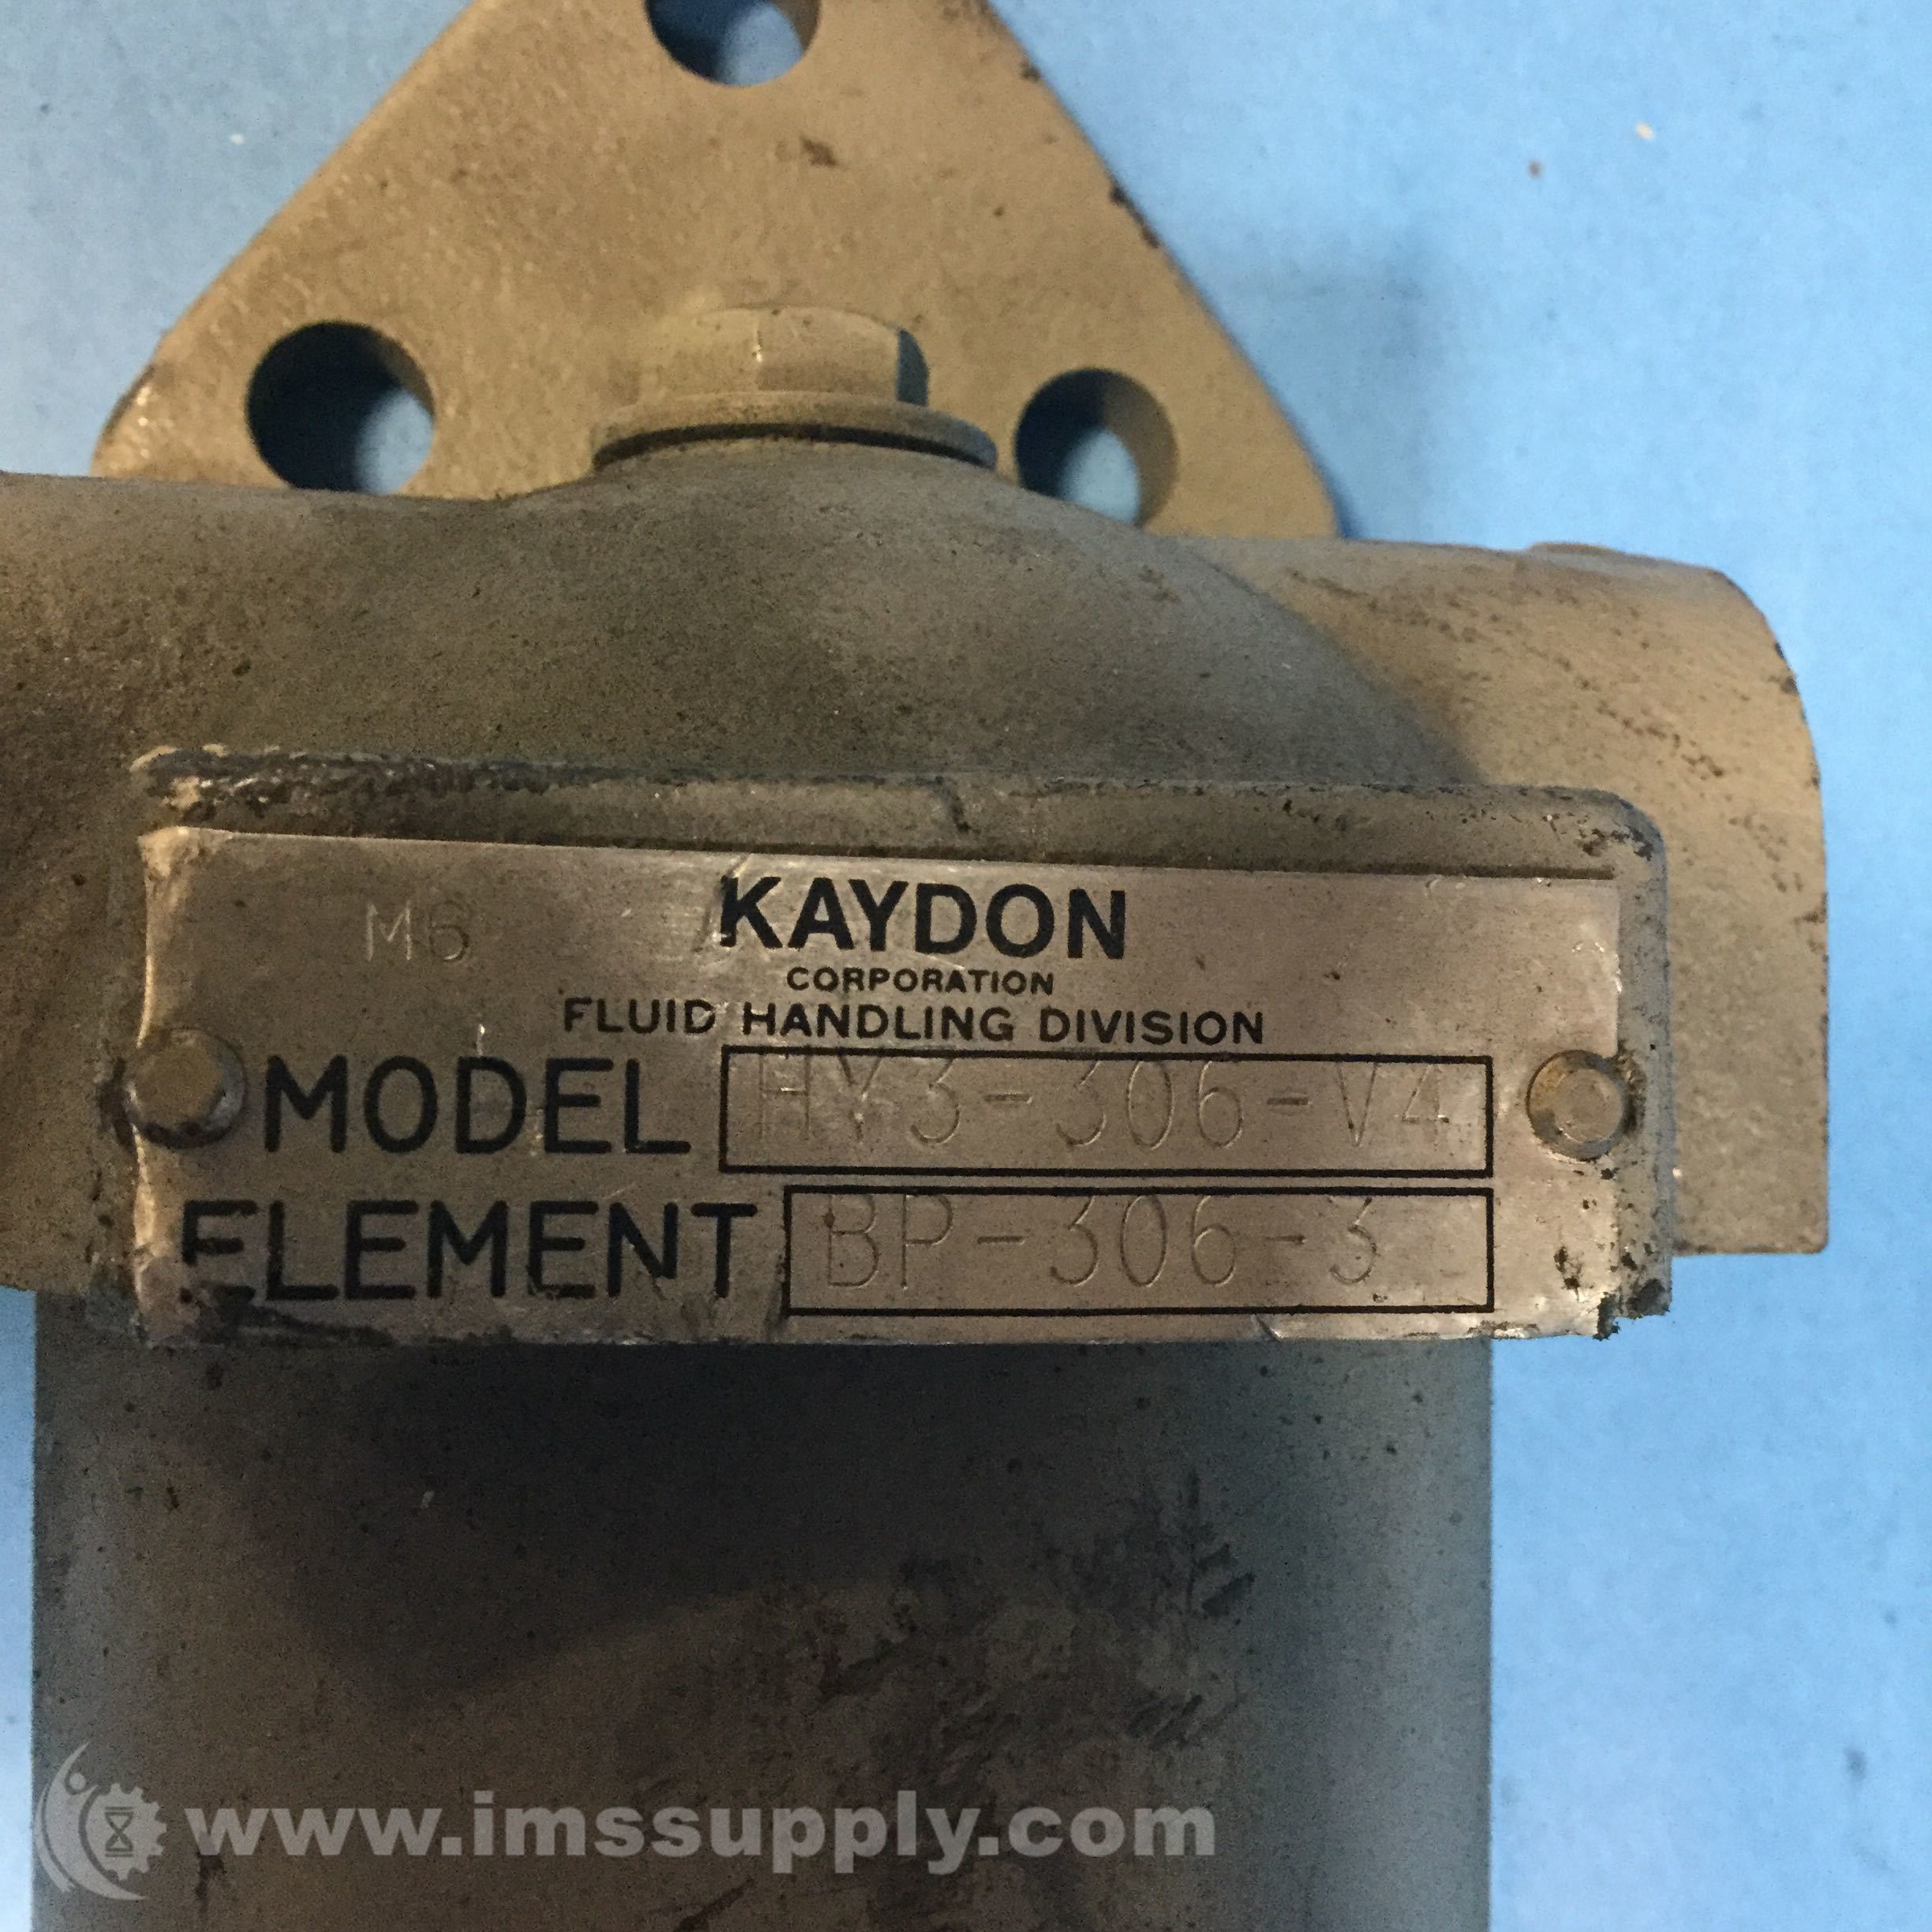 M6
KAYDON
CORPORATION
FLUID HANDLING DIVISION
MODEL HY3-306-V4
ELEMENT BP-306-3
www.imssupply.com